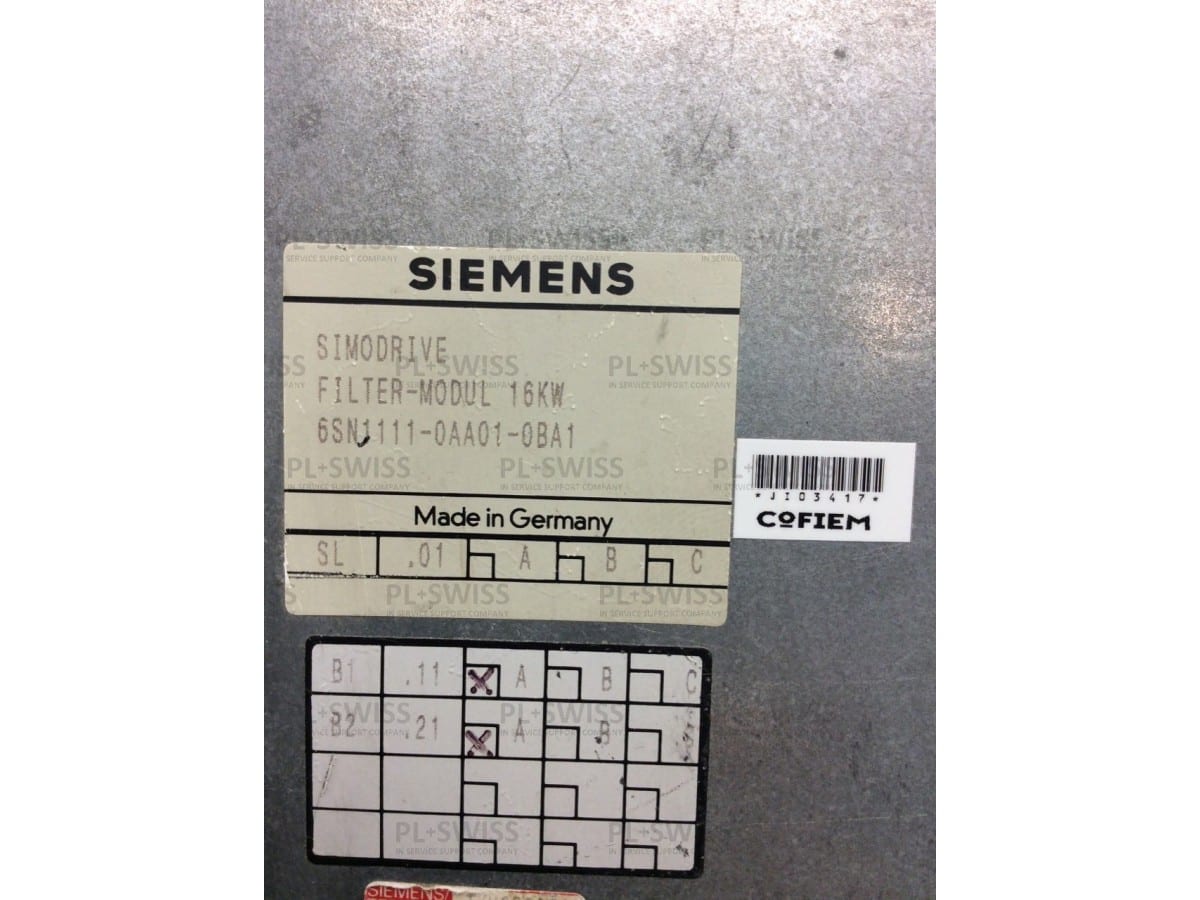 SIEMENS
SIMODRIVE
FILTER-MODUL 16KW
6SN1111-0AA01-0BA1
Made in Germany
SL .01 A B C
*JI03417*
COFIEM
B1 .11 A B C
B2 .21 A B
SIEMENS
PL+SWISS
IN SERVICE SUPPORT COMPANY